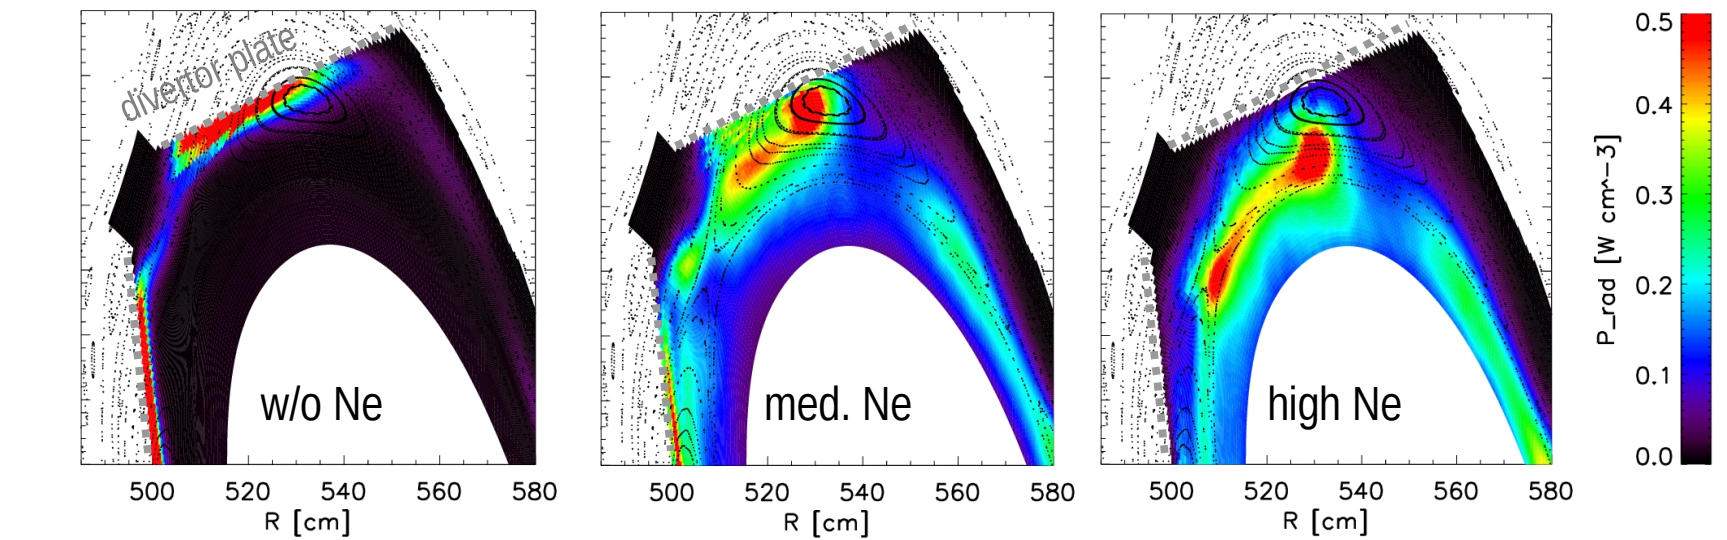 divertor plate
w/o Ne
500 520 540 560 580
R [cm]
med. Ne
500 520 540 560 580
R [cm]
high Ne
500 520 540 560 580
R [cm]
0.5
0.4
0.3
0.2
0.1
0.0
P_rad [W cm^-3]